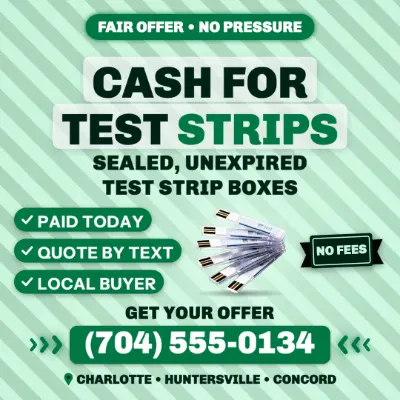 FAIR OFFER • NO PRESSURE
CASH FOR
TEST STRIPS
SEALED, UNEXPIRED
TEST STRIP BOXES
PAID TODAY
QUOTE BY TEXT
LOCAL BUYER
NO FEES
GET YOUR OFFER
(704) 555-0134
CHARLOTTE • HUNTERSVILLE • CONCORD